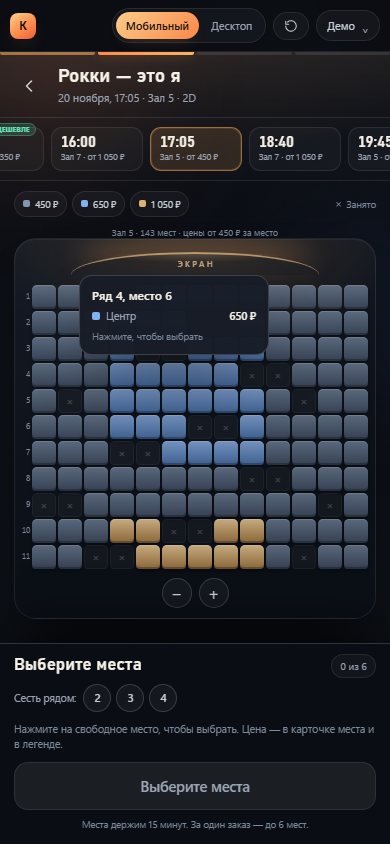 К
Мобильный
Десктоп
Демо
Рокки — это я
20 ноября, 17:05 · Зал 5 · 2D
ДЕШЕВЛЕ
350 ₽
16:00
Зал 7 · от 1 050 ₽
17:05
Зал 5 · от 450 ₽
18:40
Зал 7 · от 1 050 ₽
19:45
Зал 5 ·
450 ₽
650 ₽
1 050 ₽
× Занято
Зал 5 · 143 мест · цены от 450 ₽ за место
ЭКРАН
Ряд 4, место 6
Центр
650 ₽
Нажмите, чтобы выбрать
1
2
3
4
5
6
7
8
9
10
11
−
+
Выберите места
0 из 6
Сесть рядом:
2
3
4
Нажмите на свободное место, чтобы выбрать. Цена — в карточке места и
в легенде.
Выберите места
Места держим 15 минут. За один заказ — до 6 мест.